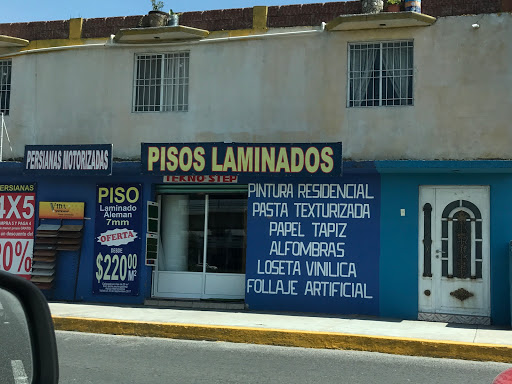 PERSIANAS MOTORIZADAS
PISOS LAMINADOS
TEKNO STEP
PERSIANAS
4X5
PISO
Laminado
Aleman
7mm
OFERTA
DESDE
$220.00
M2
PINTURA RESIDENCIAL
PASTA TEXTURIZADA
PAPEL TAPIZ
ALFOMBRAS
LOSETA VINILICA
FOLLAJE ARTIFICIAL